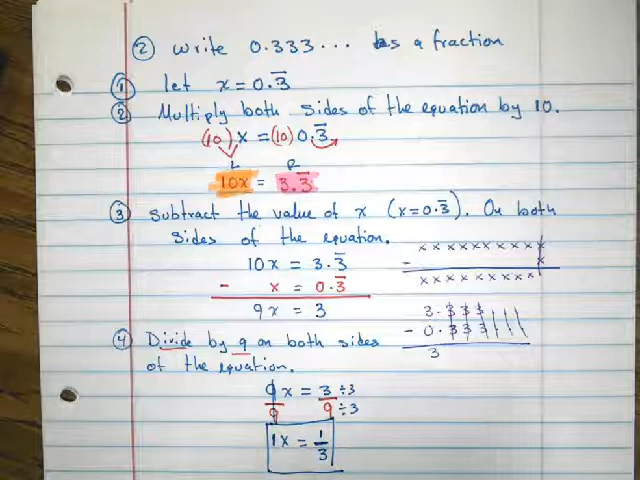 ② Write 0.333... as a fraction
① let x = 0.3̅
② Multiply both sides of the equation by 10.
(10) x = (10) 0.3̅
L R
10x = 3.3̅
③ Subtract the value of x (x = 0.3̅). On both
sides of the equation.
10x = 3.3̅
- x = 0.3̅
9x = 3
x x x x x x x x x x
- x
x x x x x x x x x
3.333
- 0.333
3
④ Divide by 9 on both sides
of the equation.
9x = 3 ÷3
9 9 ÷3
1x = 1/3